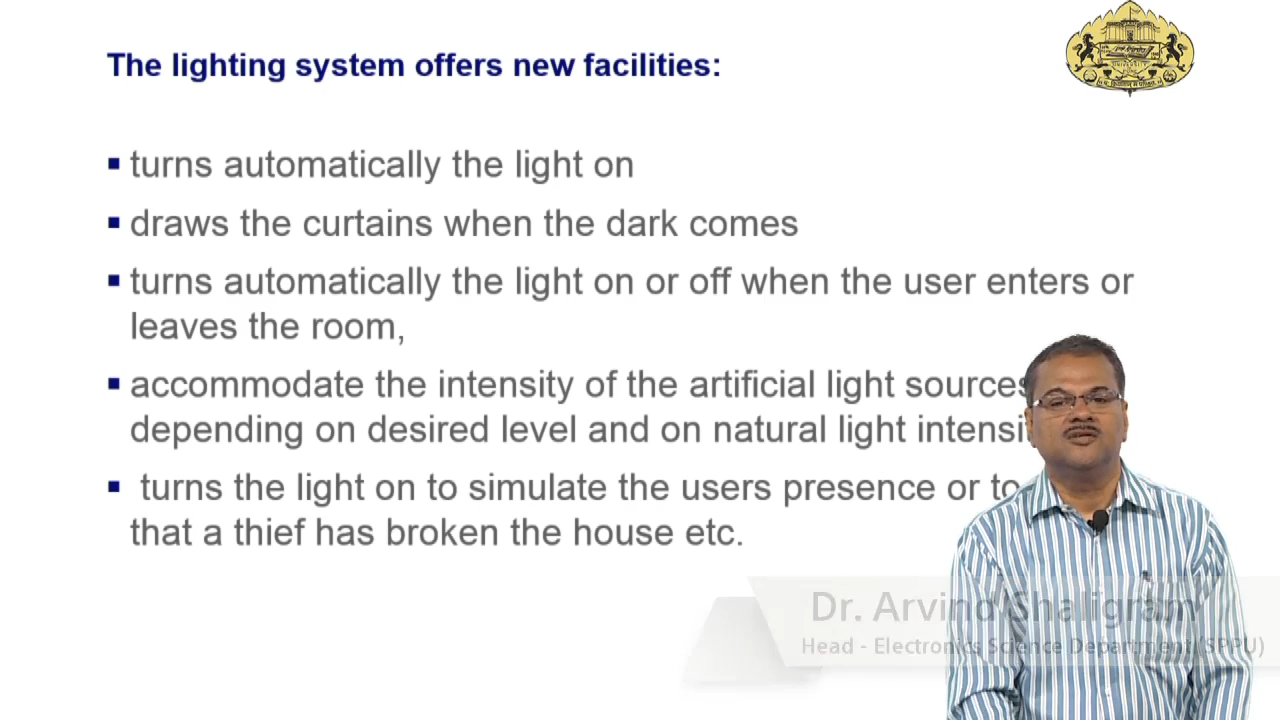 The lighting system offers new facilities:
▪ turns automatically the light on
▪ draws the curtains when the dark comes
▪ turns automatically the light on or off when the user enters or
leaves the room,
▪ accommodate the intensity of the artificial light sources
depending on desired level and on natural light
▪ turns the light on to simulate the users presence or to
that a thief has broken the house etc.
Dr. Arvind Shaligram
Head - Electronics Science Department (SPPU)